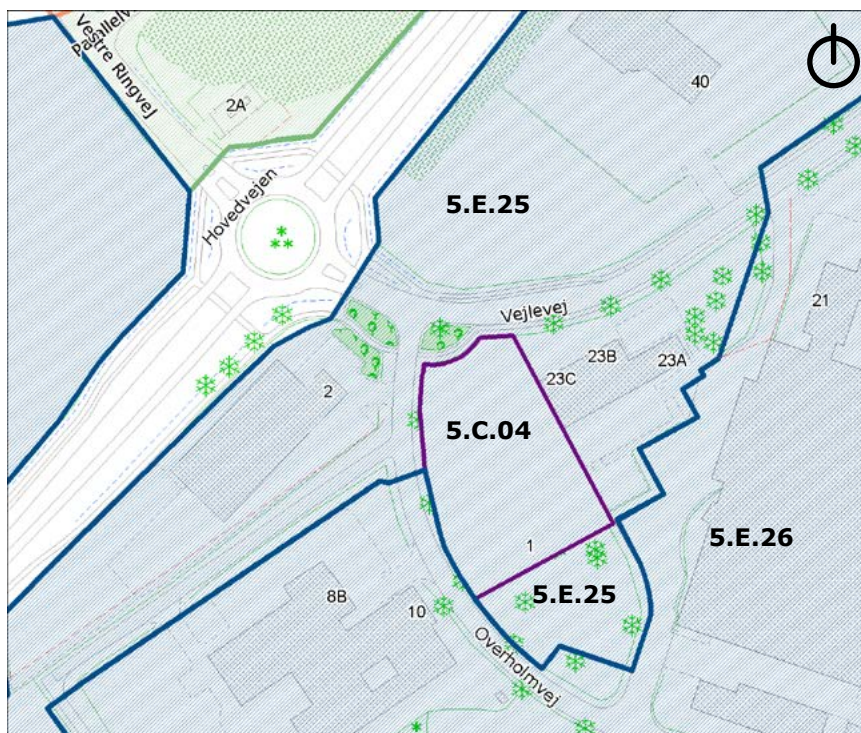 Parallelvej
Vestre Ringvej
2A
40
Hovedvejen
5.E.25
Vejlevej
21
23B
23A
23C
2
5.C.04
5.E.26
1
5.E.25
8B
10
Overholmvej